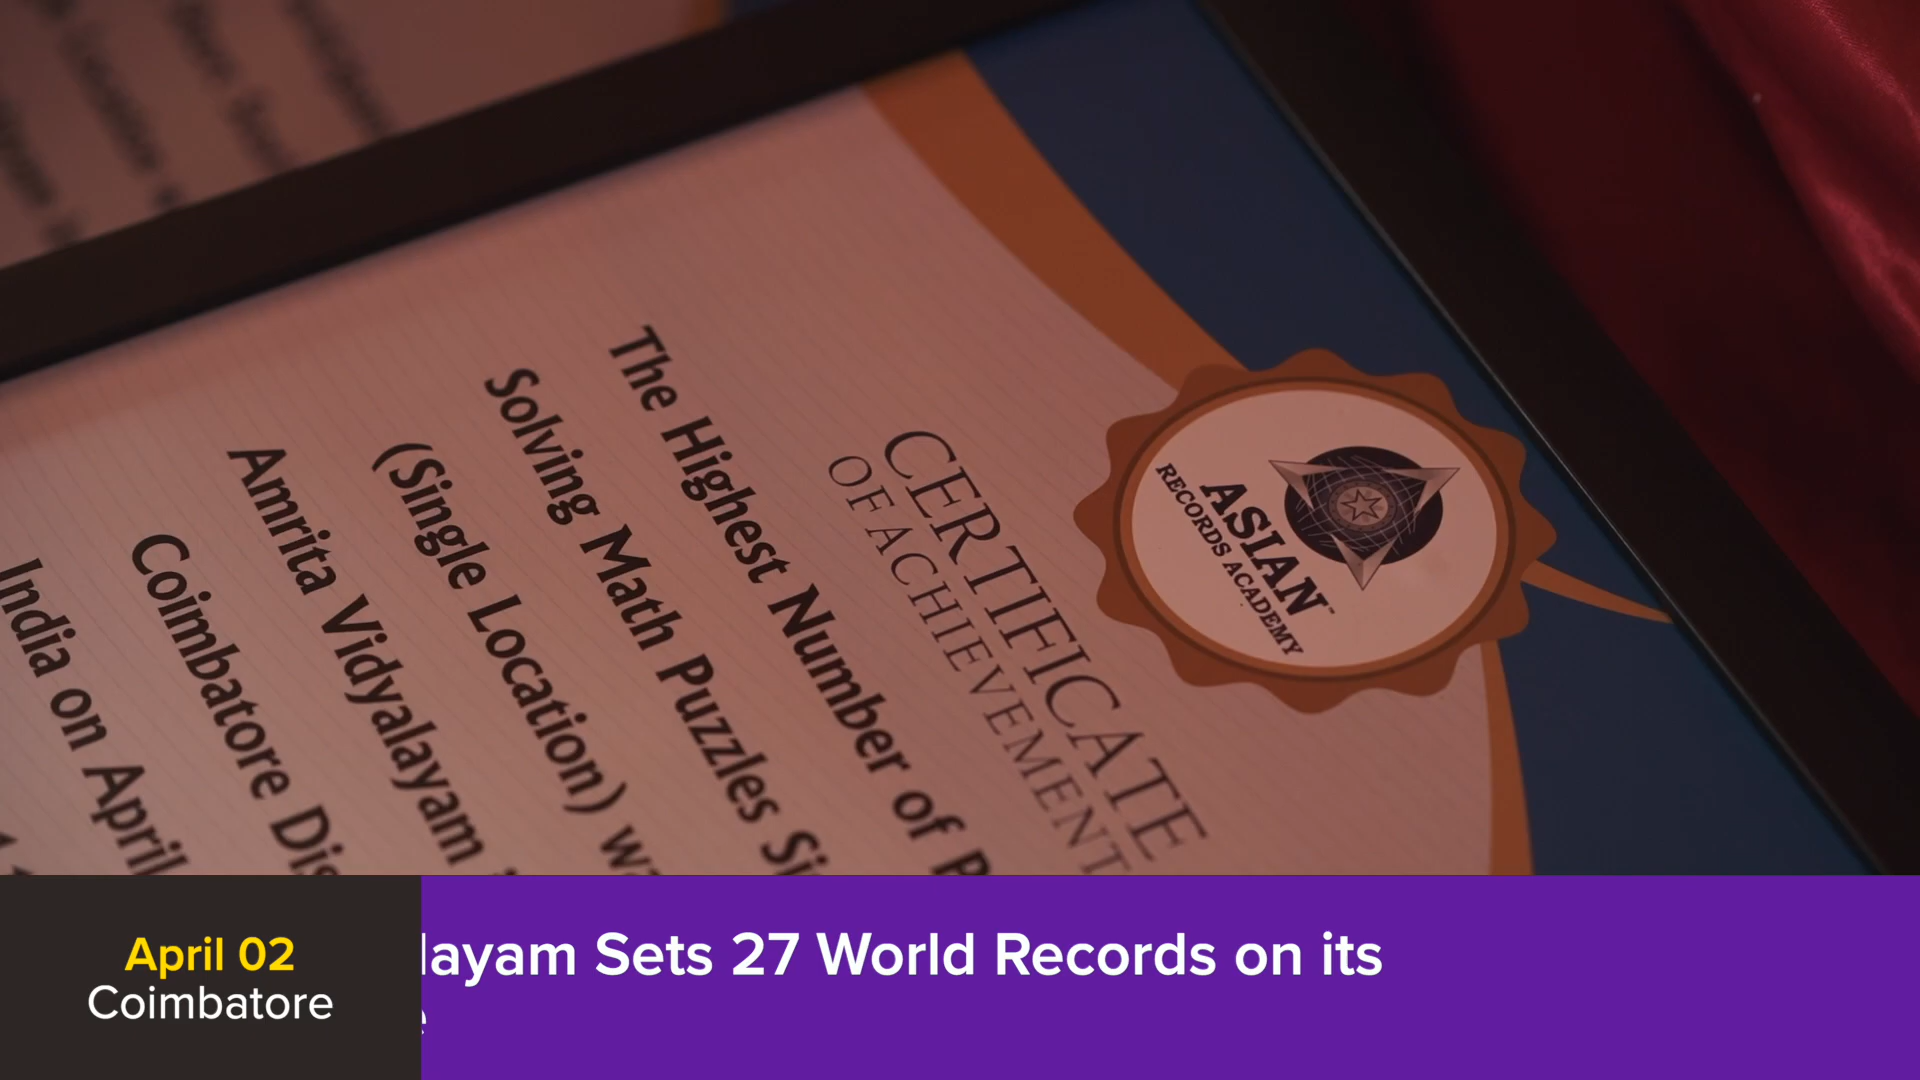 CERTIFICATE
OF ACHIEVEMENT
The Highest Number of
Solving Math Puzzles
(Single Location)
Amrita Vidyalayam
Coimbatore
India on April
ASIAN
RECORDS ACADEMY
April 02
Coimbatore
layam Sets 27 World Records on its